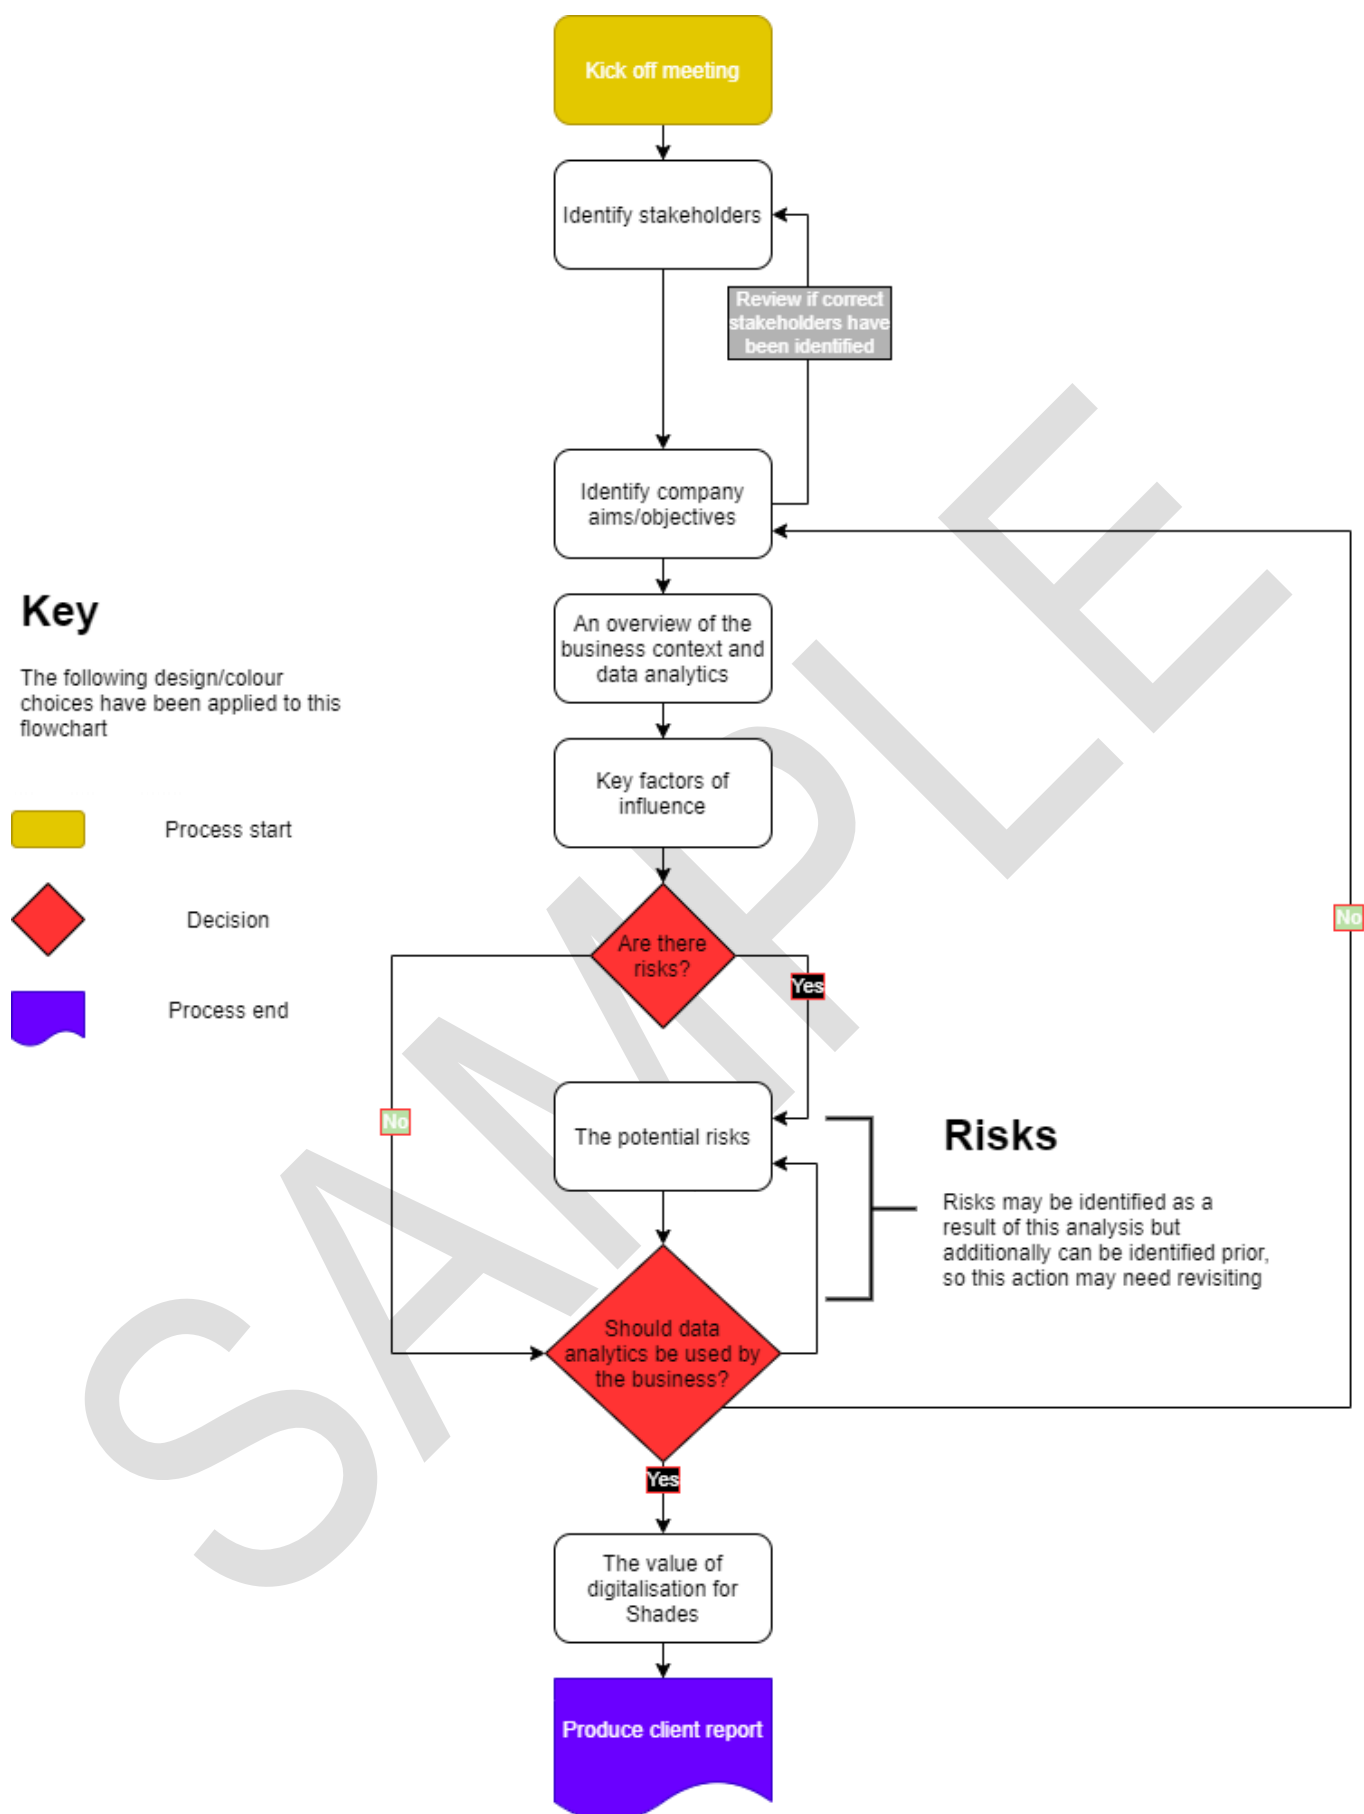 Kick off meeting
Identify stakeholders
Review if correct
stakeholders have
been identified
Identify company
aims/objectives
An overview of the
business context and
data analytics
Key factors of
influence
Key
The following design/colour
choices have been applied to this
flowchart
Process start
Decision
Process end
Are there
risks?
Yes
No
No
The potential risks
Risks
Risks may be identified as a
result of this analysis but
additionally can be identified prior,
so this action may need revisiting
Should data
analytics be used by
the business?
Yes
The value of
digitalisation for
Shades
Produce client report
SAMPLE